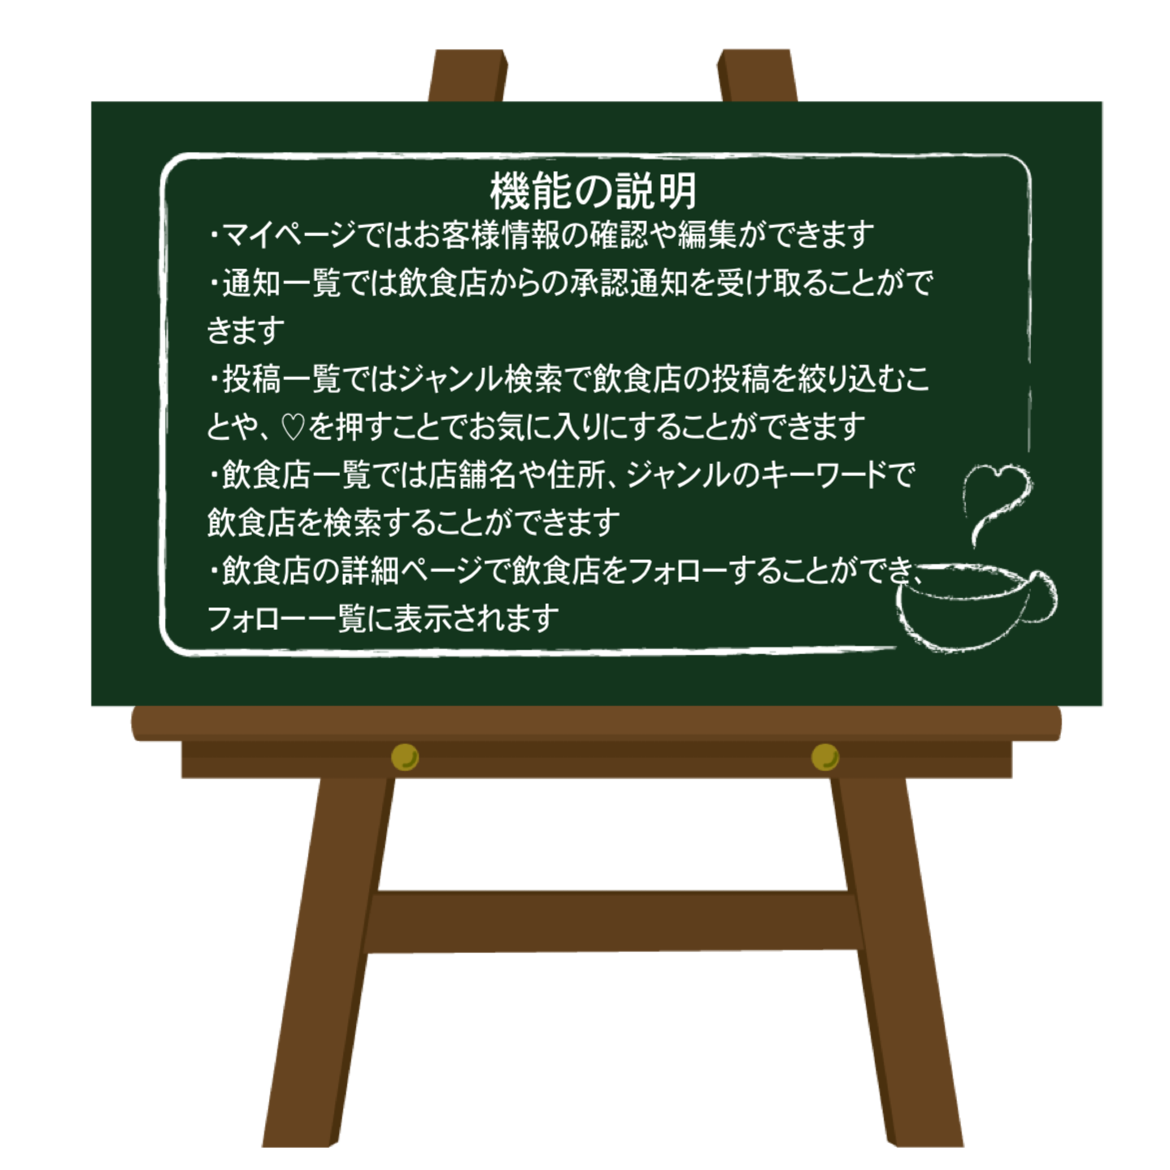 機能の説明
・マイページではお客様情報の確認や編集ができます
・通知一覧では飲食店からの承認通知を受け取ることがで
きます
・投稿一覧ではジャンル検索で飲食店の投稿を絞り込むこ
とや、♡を押すことでお気に入りにすることができます
・飲食店一覧では店舗名や住所、ジャンルのキーワードで
飲食店を検索することができます
・飲食店の詳細ページで飲食店をフォローすることができ、
フォロー一覧に表示されます